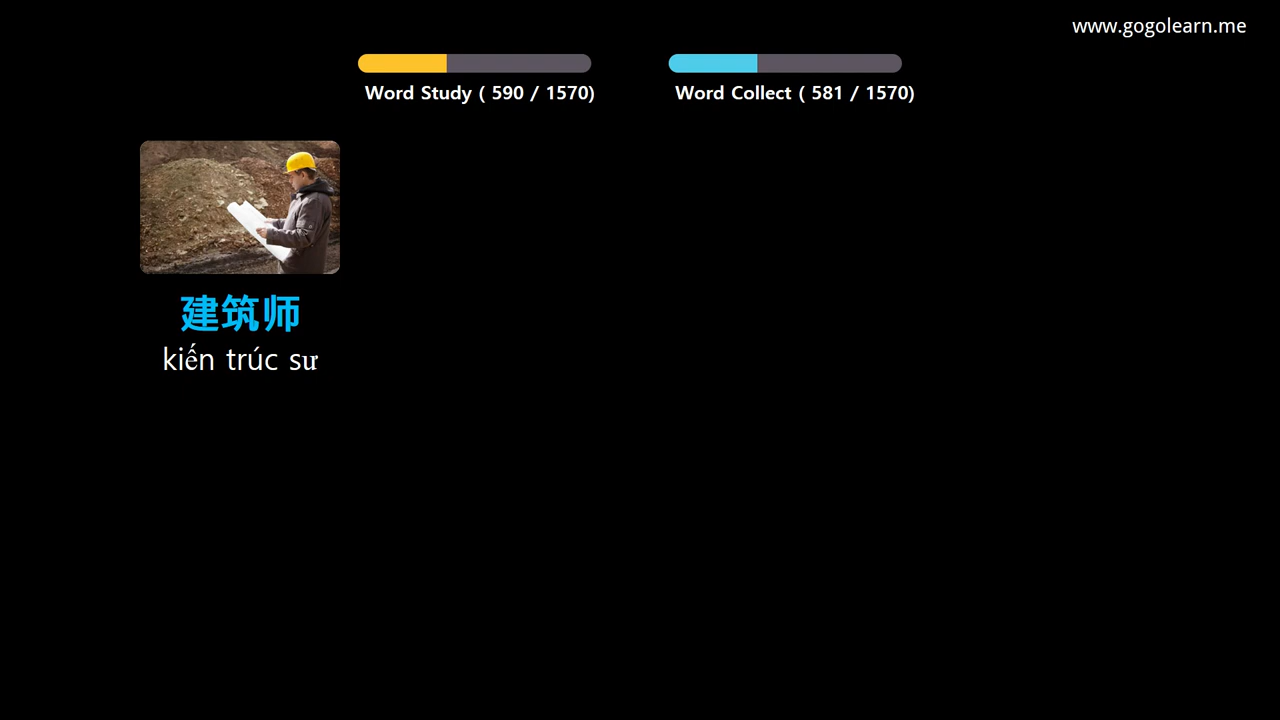 www.gogolearn.me
Word Study ( 590 / 1570)
Word Collect ( 581 / 1570)
建筑师
kiến trúc sư